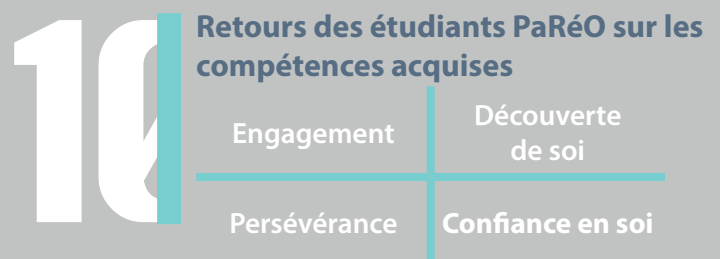 10
Retours des étudiants PaRéO sur les
compétences acquises
Engagement
Découverte
de soi
Persévérance
Confiance en soi